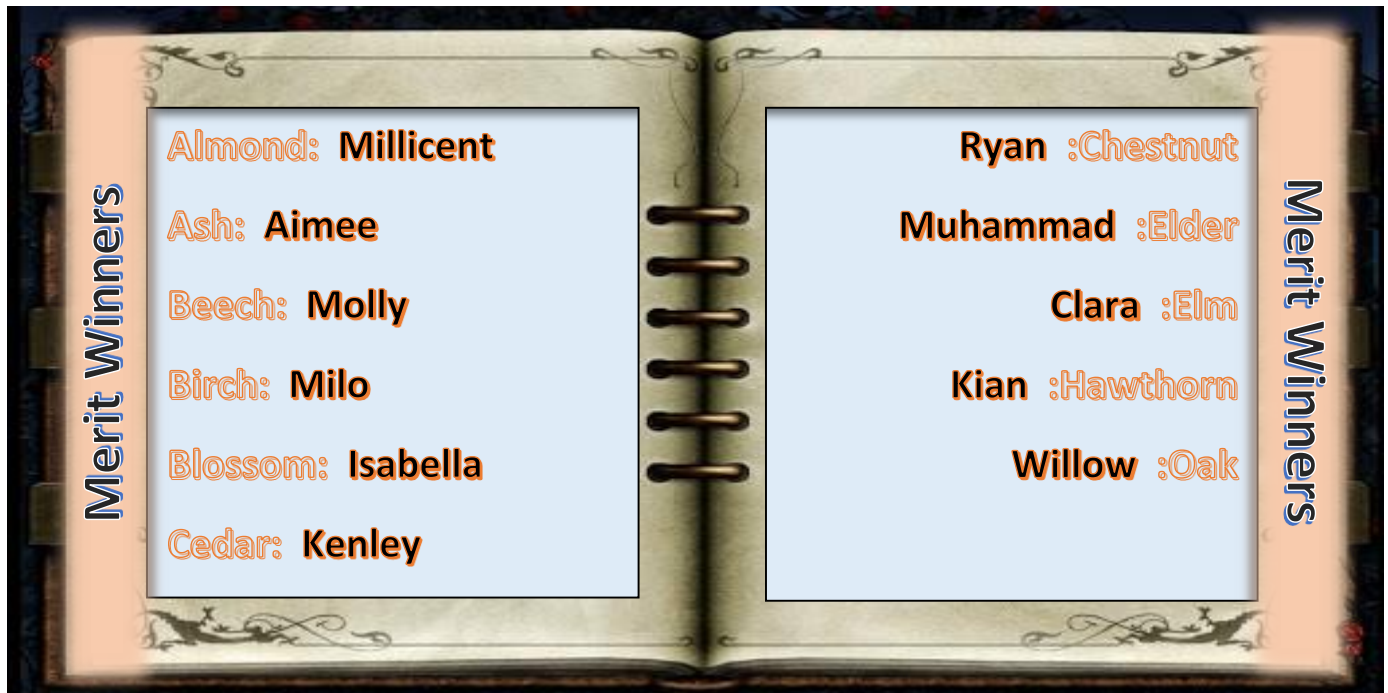 Merit Winners
Almond: Millicent
Ash: Aimee
Beech: Molly
Birch: Milo
Blossom: Isabella
Cedar: Kenley
Ryan :Chestnut
Muhammad :Elder
Clara :Elm
Kian :Hawthorn
Willow :Oak
Merit Winners